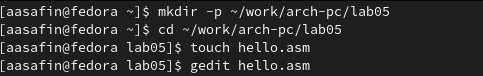 [aasafin@fedora ~]$ mkdir -p ~/work/arch-pc/lab05
[aasafin@fedora ~]$ cd ~/work/arch-pc/lab05
[aasafin@fedora lab05]$ touch hello.asm
[aasafin@fedora lab05]$ gedit hello.asm